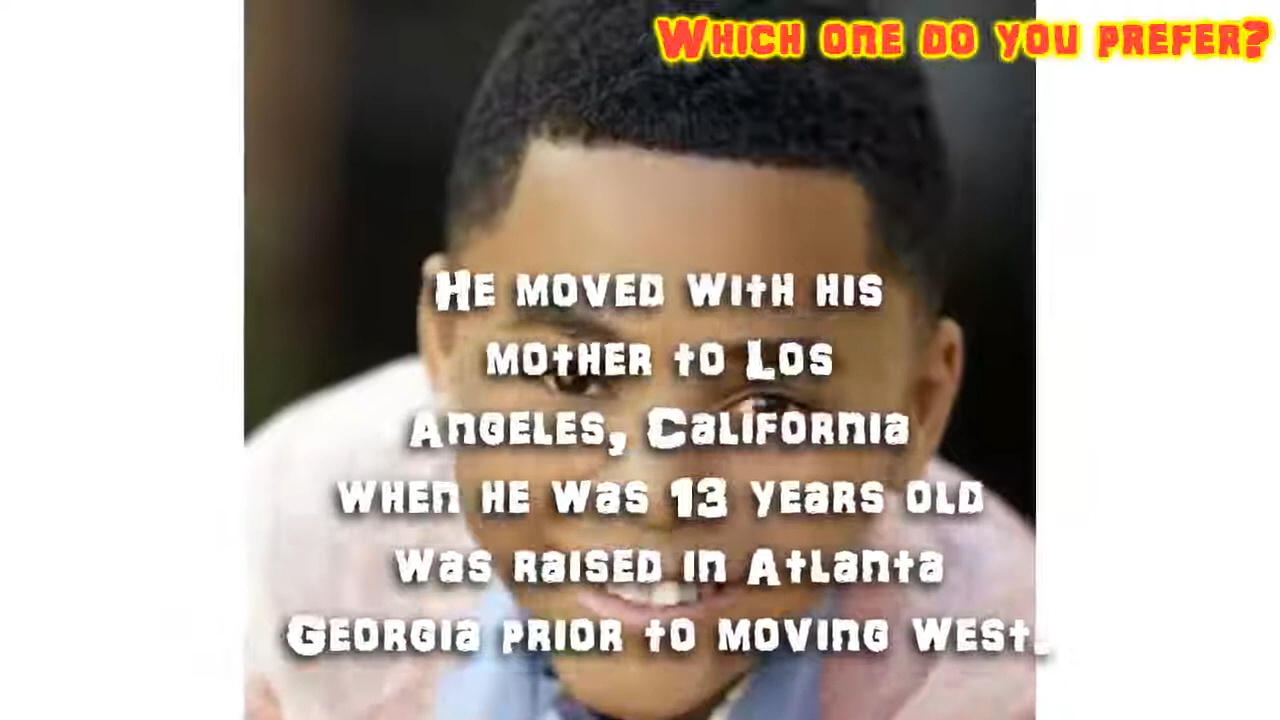 Which one do you prefer?
He moved with his
mother to Los
Angeles, California
when he was 13 years old
was raised in Atlanta
Georgia prior to moving west.